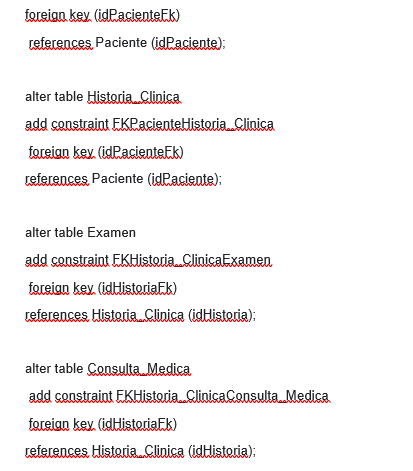 foreign key (idPacienteFk)
references Paciente (idPaciente);
alter table Historia_Clinica
add constraint FKPacienteHistoria_Clinica
foreign key (idPacienteFk)
references Paciente (idPaciente);
alter table Examen
add constraint FKHistoria_ClinicaExamen
foreign key (idHistoriaFk)
references Historia_Clinica (idHistoria);
alter table Consulta_Medica
add constraint FKHistoria_ClinicaConsulta_Medica
foreign key (idHistoriaFk)
references Historia_Clinica (idHistoria);